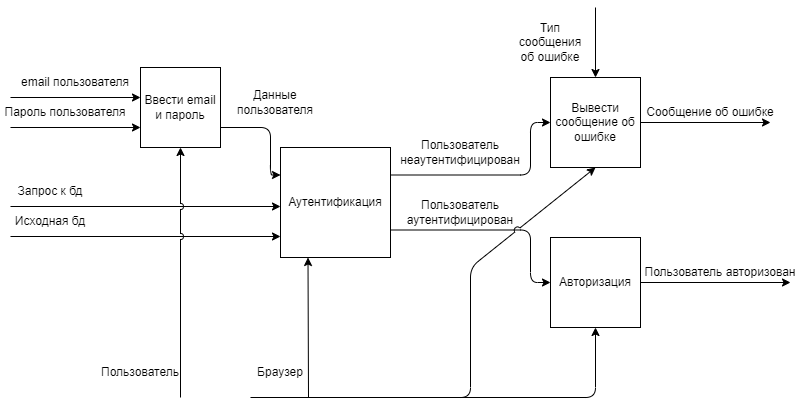 Тип
сообщения
об ошибке
email пользователя
Пароль пользователя
Ввести email
и пароль
Данные
пользователя
Вывести
сообщение об
ошибке
Сообщение об ошибке
Пользователь
неаутентифицирован
Запрос к бд
Исходная бд
Аутентификация
Пользователь
аутентифицирован
Авторизация
Пользователь авторизован
Пользователь
Браузер